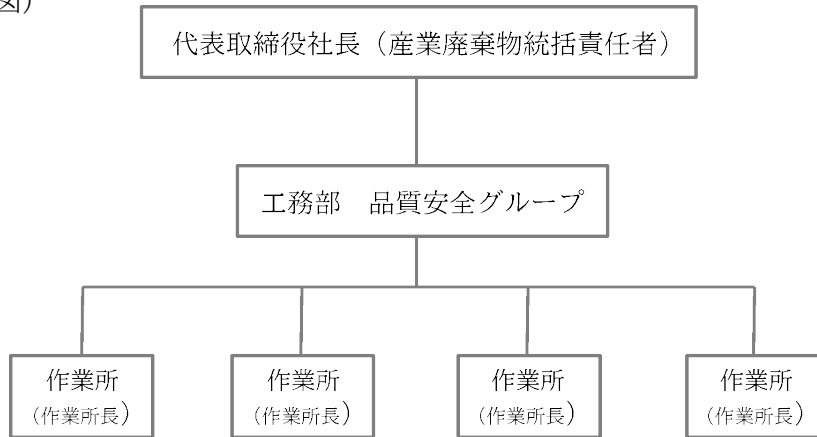 図）
代表取締役社長（産業廃棄物統括責任者）
工務部　品質安全グループ
作業所
（作業所長）
作業所
（作業所長）
作業所
（作業所長）
作業所
（作業所長）